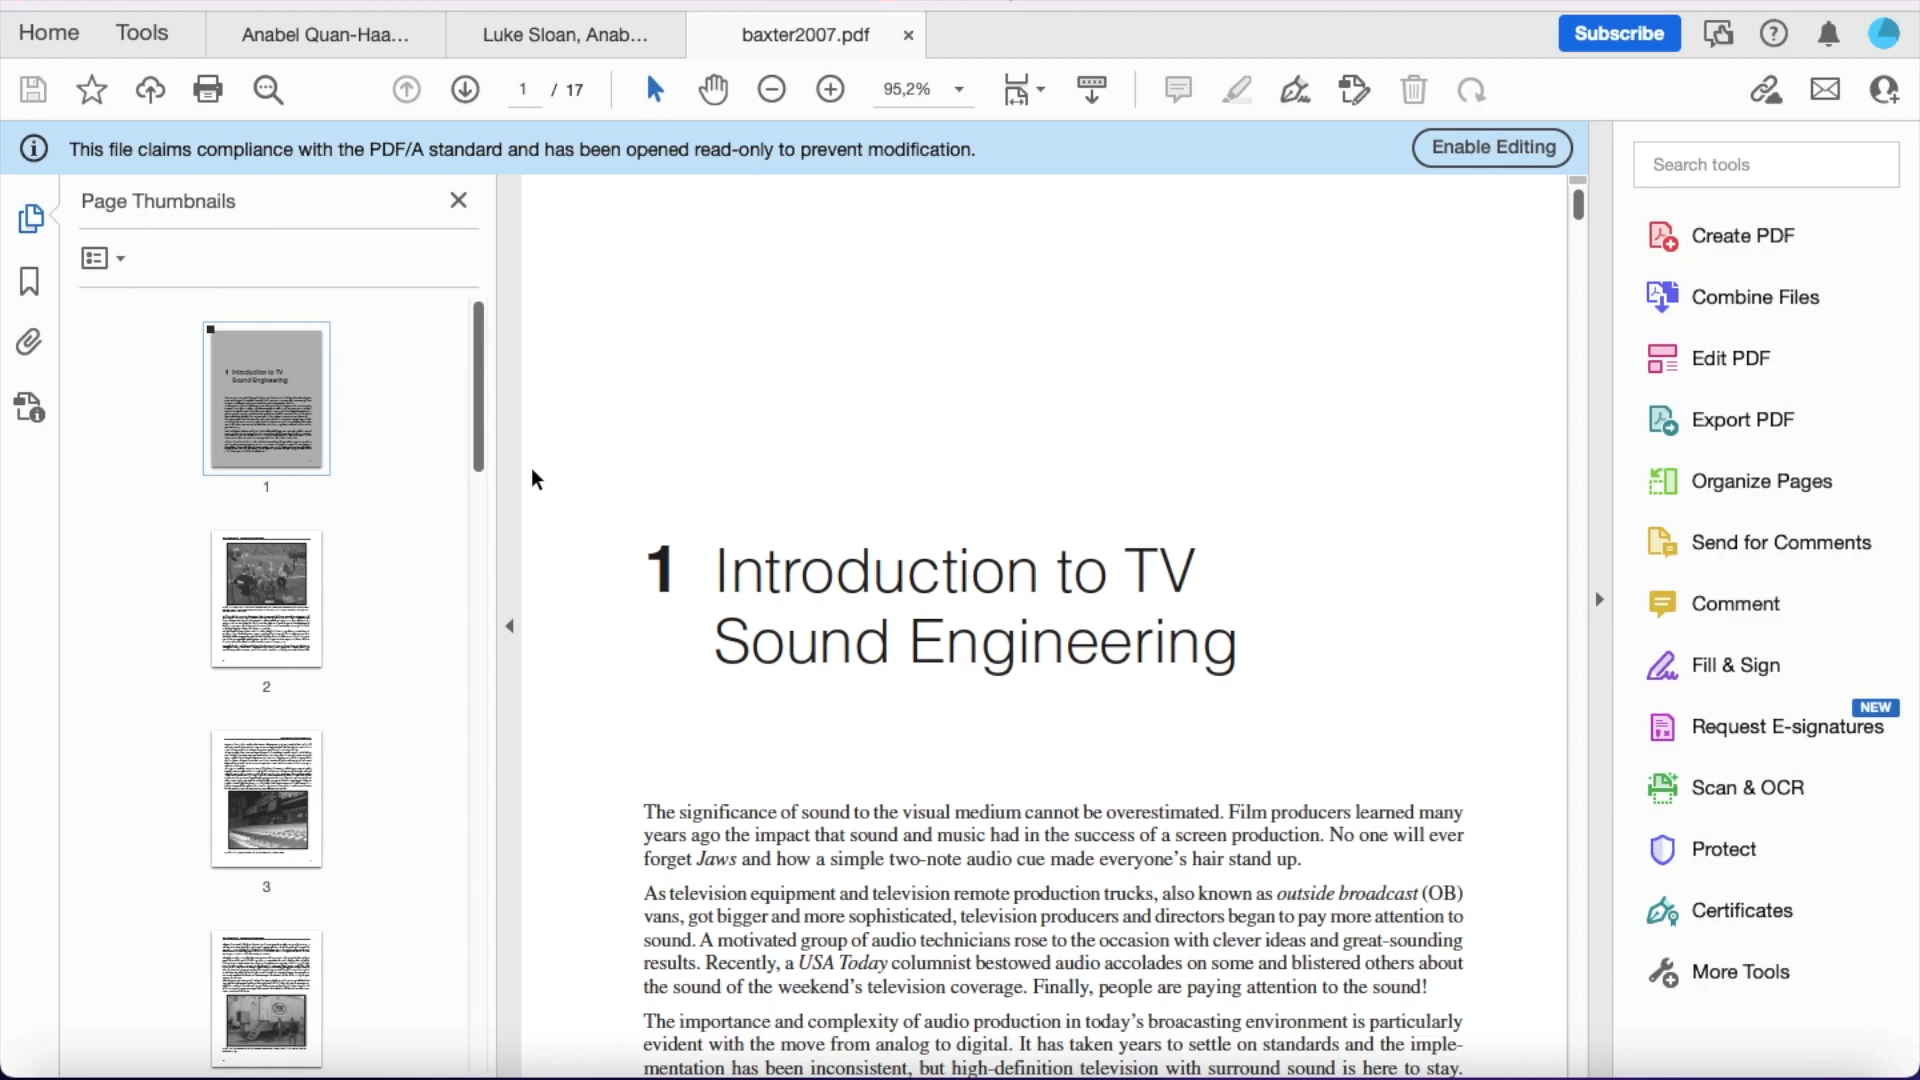 Home
Tools
Anabel Quan-Haa...
Luke Sloan, Anab...
baxter2007.pdf
Subscribe
1 / 17
95,2%
This file claims compliance with the PDF/A standard and has been opened read-only to prevent modification.
Enable Editing
Page Thumbnails
1 Introduction to TV
Sound Engineering
1
2
3
1 Introduction to TV
Sound Engineering
The significance of sound to the visual medium cannot be overestimated. Film producers learned many
years ago the impact that sound and music had in the success of a screen production. No one will ever
forget Jaws and how a simple two-note audio cue made everyone's hair stand up.
As television equipment and television remote production trucks, also known as outside broadcast (OB)
vans, got bigger and more sophisticated, television producers and directors began to pay more attention to
sound. A motivated group of audio technicians rose to the occasion with clever ideas and great-sounding
results. Recently, a USA Today columnist bestowed audio accolades on some and blistered others about
the sound of the weekend's television coverage. Finally, people are paying attention to the sound!
The importance and complexity of audio production in today's broacasting environment is particularly
evident with the move from analog to digital. It has taken years to settle on standards and the imple-
mentation has been inconsistent, but high-definition television with surround sound is here to stay.
Search tools
Create PDF
Combine Files
Edit PDF
Export PDF
Organize Pages
Send for Comments
Comment
Fill & Sign
NEW
Request E-signatures
Scan & OCR
Protect
Certificates
More Tools